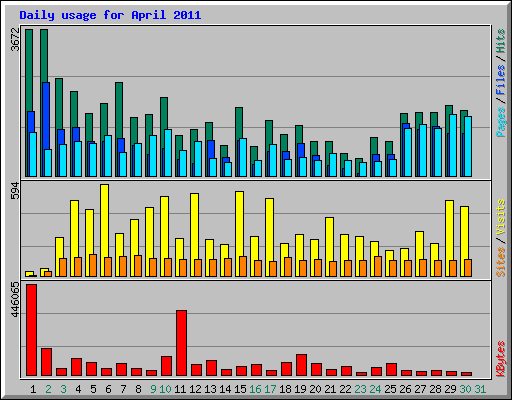 Daily usage for April 2011
3672
Pages / Files / Hits
594
Sites / Visits
446065
KBytes
1 2 3 4 5 6 7 8 9 10 11 12 13 14 15 16 17 18 19 20 21 22 23 24 25 26 27 28 29 30 31